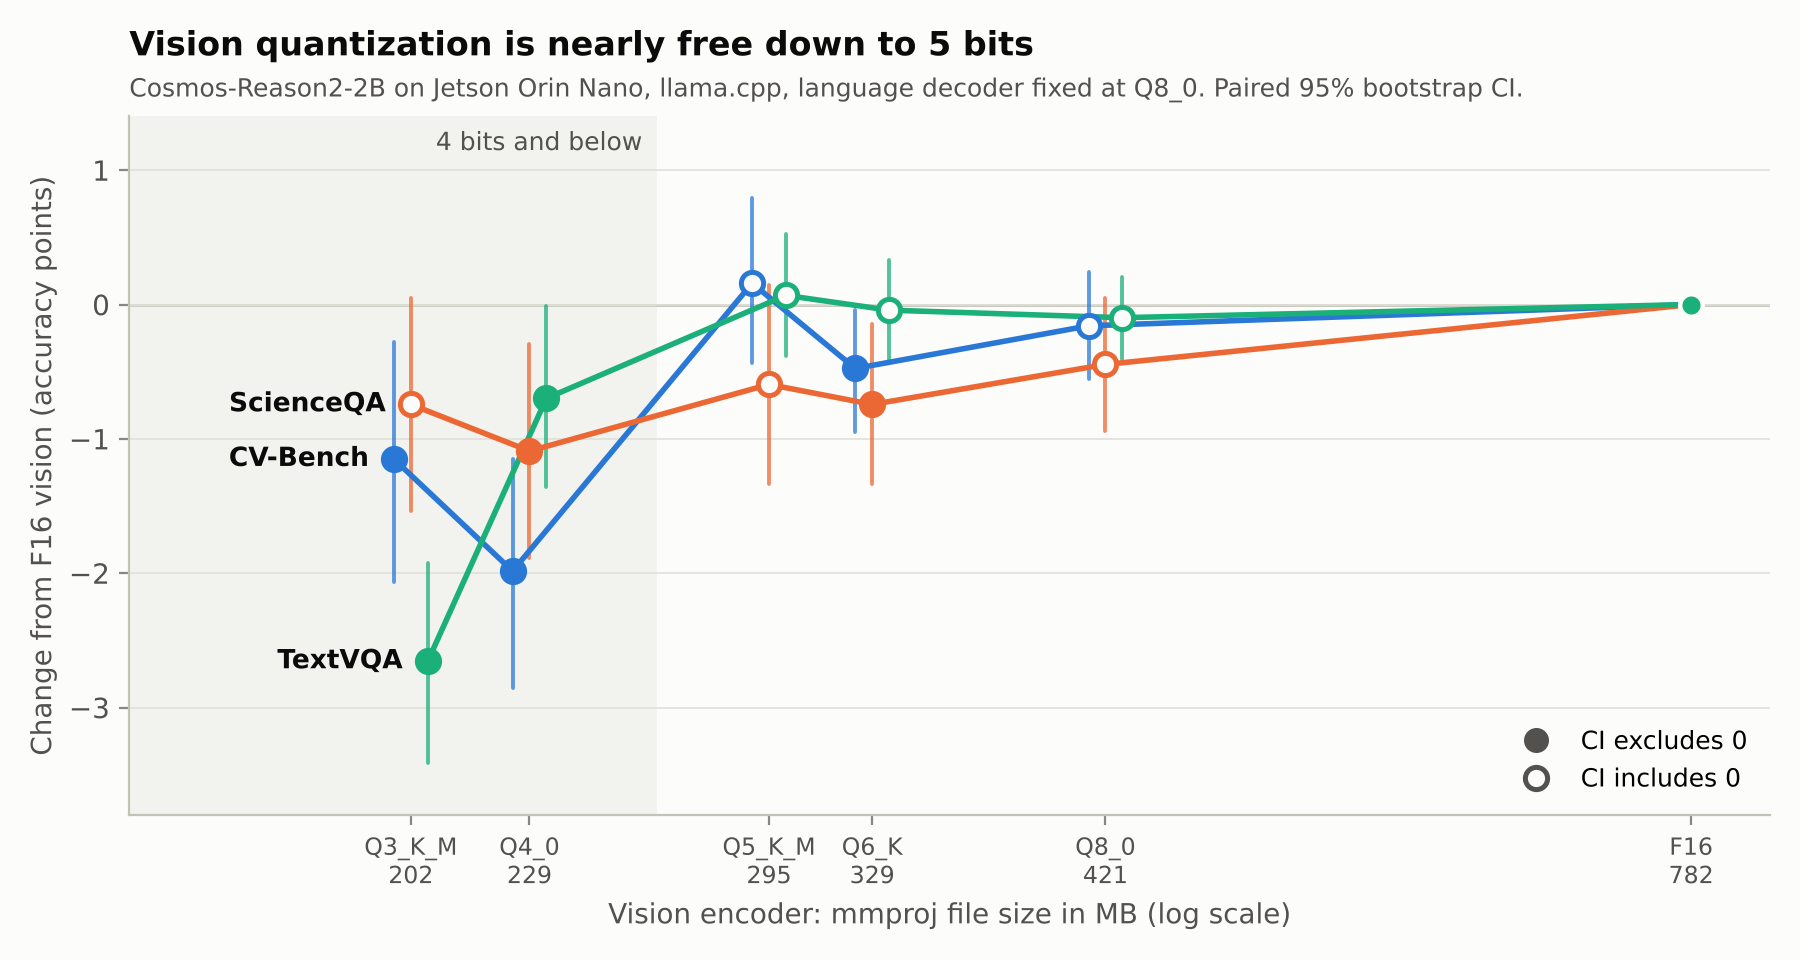 Vision quantization is nearly free down to 5 bits
Cosmos-Reason2-2B on Jetson Orin Nano, llama.cpp, language decoder fixed at Q8_0. Paired 95% bootstrap CI.
4 bits and below
Change from F16 vision (accuracy points)
1
0
−1
−2
−3
ScienceQA
CV-Bench
TextVQA
CI excludes 0
CI includes 0
Q3_K_M
202
Q4_0
229
Q5_K_M
295
Q6_K
329
Q8_0
421
F16
782
Vision encoder: mmproj file size in MB (log scale)